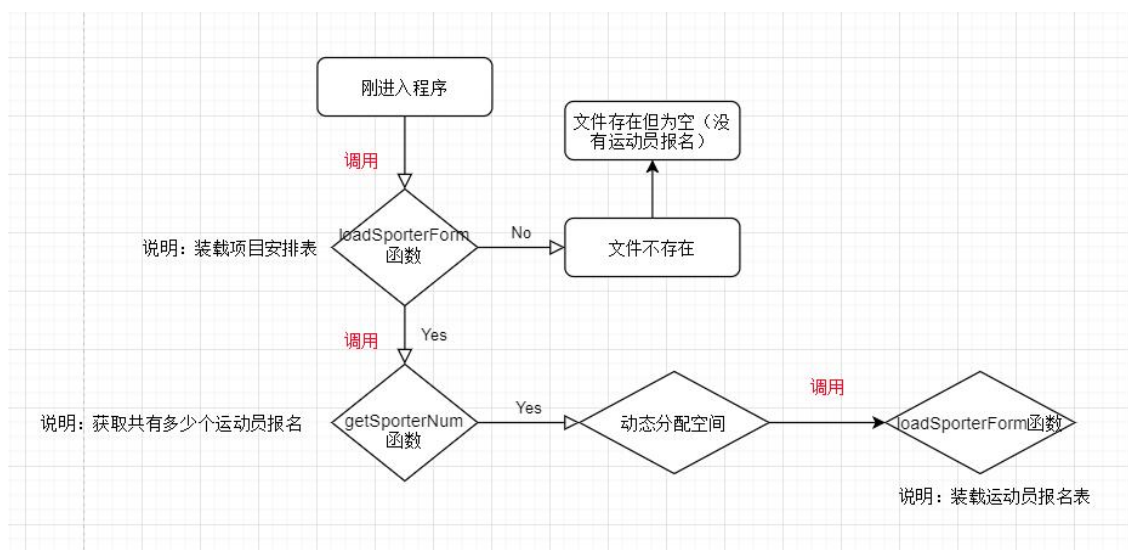 刚进入程序
文件存在但为空（没
有运动员报名）
调用
loadSporterForm
函数
No
文件不存在
说明：装载项目安排表
调用
Yes
说明：获取共有多少个运动员报名
getSporterNum
函数
Yes
动态分配空间
调用
loadSporterForm函数
说明：装载运动员报名表